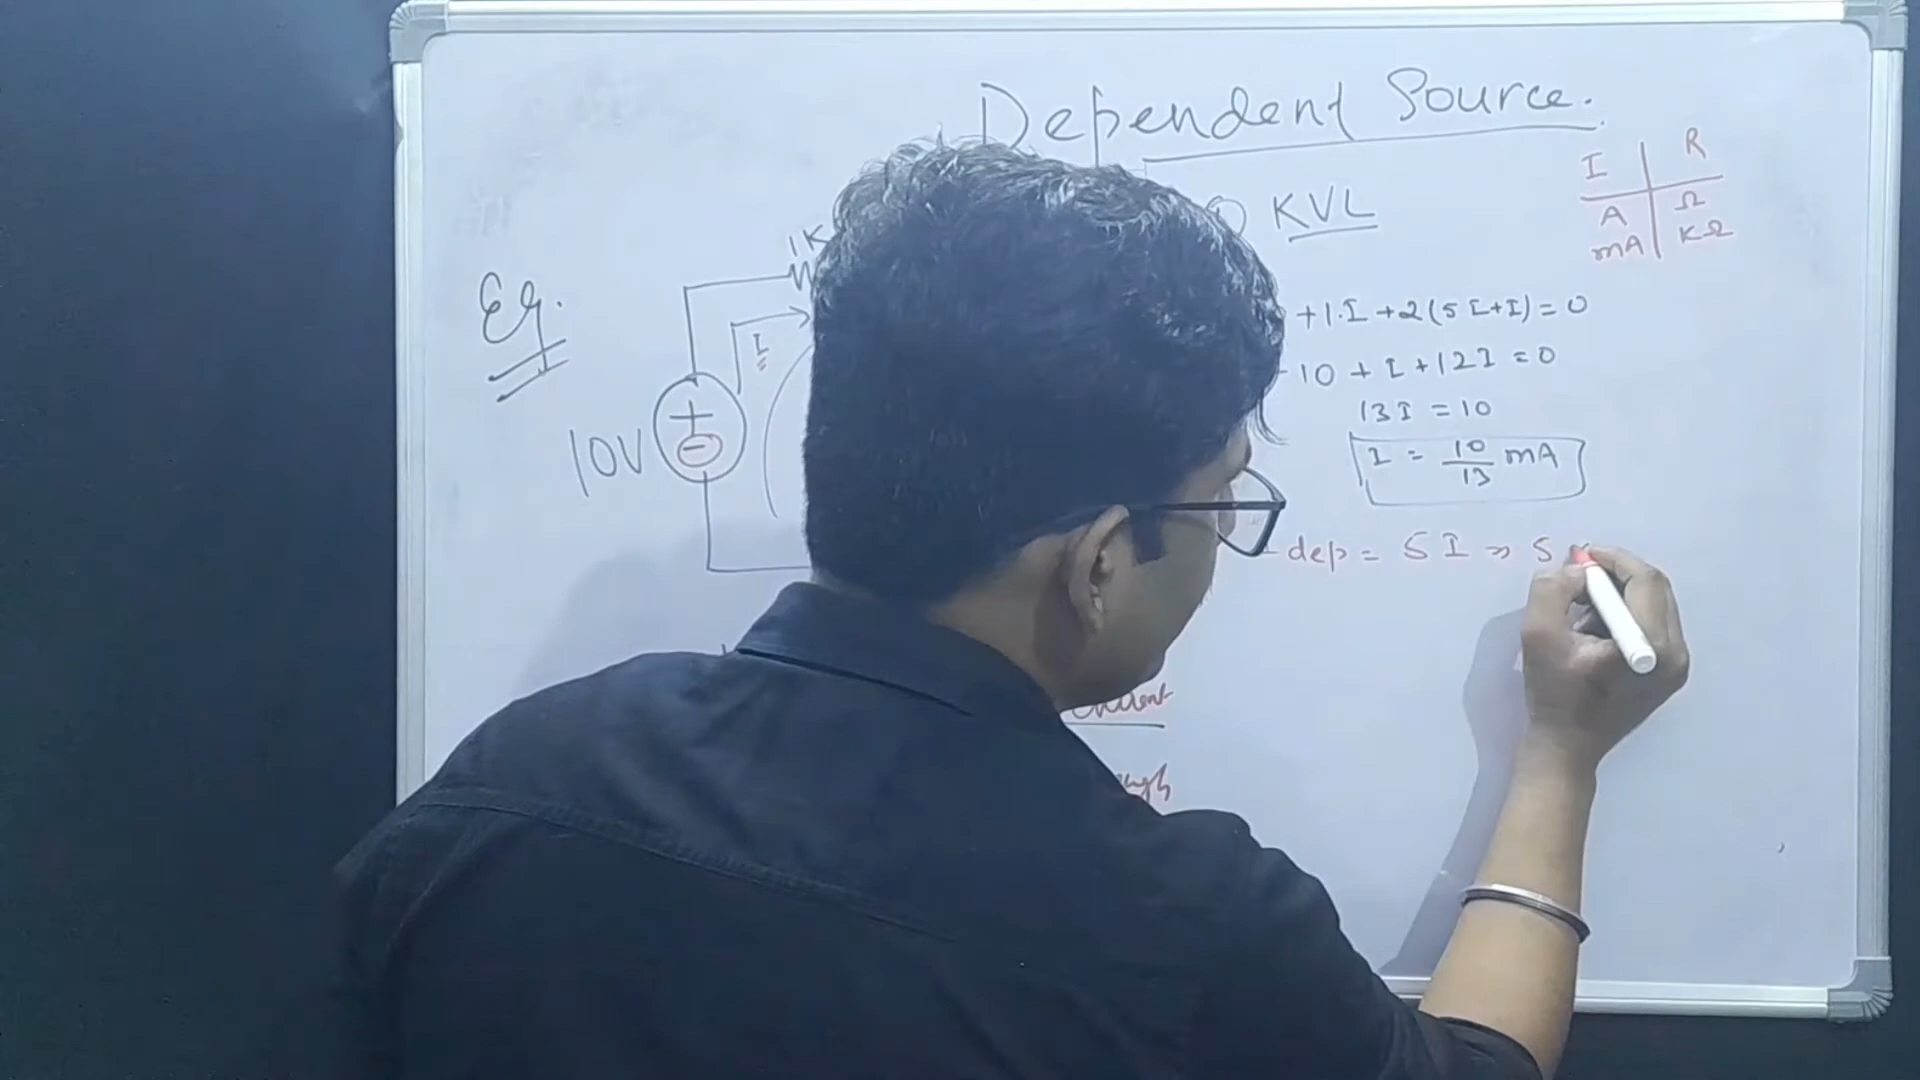 Dependent Source.
I R
A Ω
mA KΩ
KVL
Eg.
1K
I
10V
+
-
+1.I+2(5I+I)=0
-10+I+12I=0
13I=10
I = 10/13 mA
dep = 5I => 5